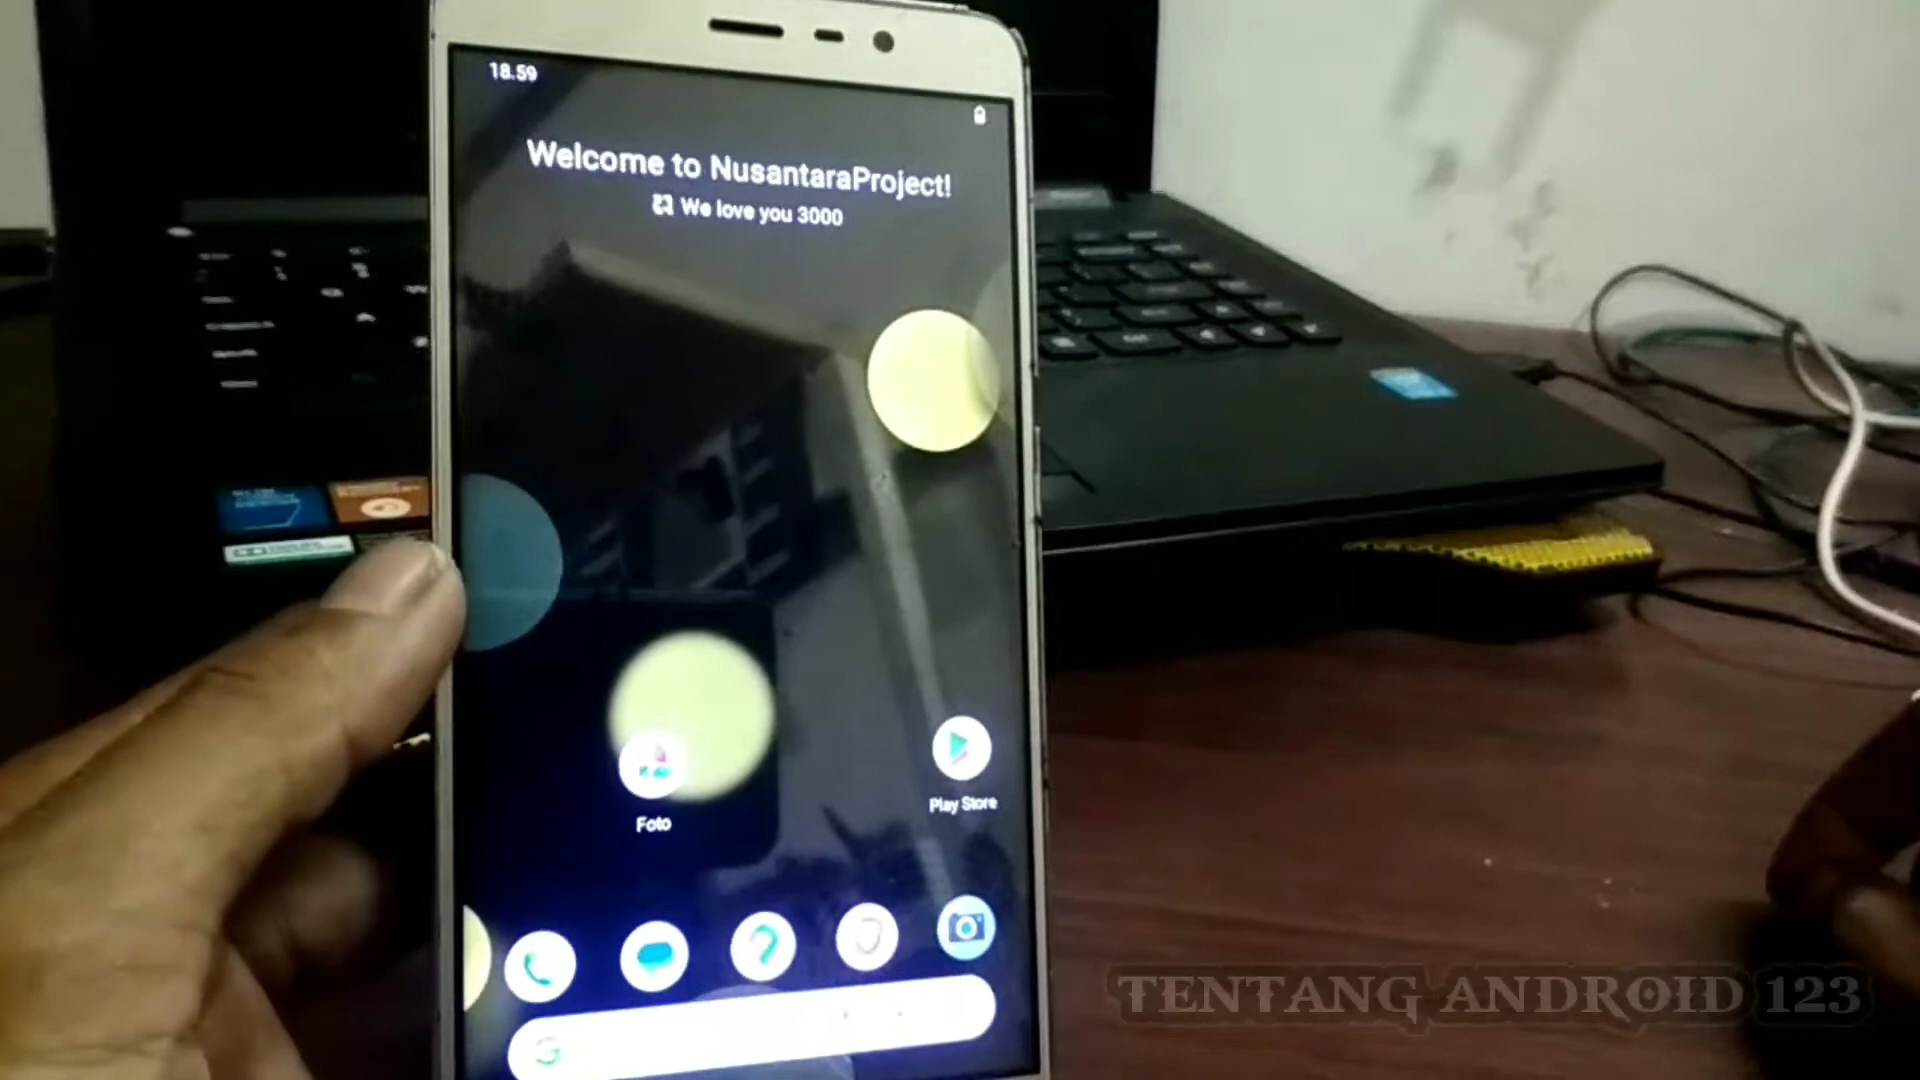 18.59
Welcome to NusantaraProject!
We love you 3000
Foto
Play Store
TENTANG ANDROID 123